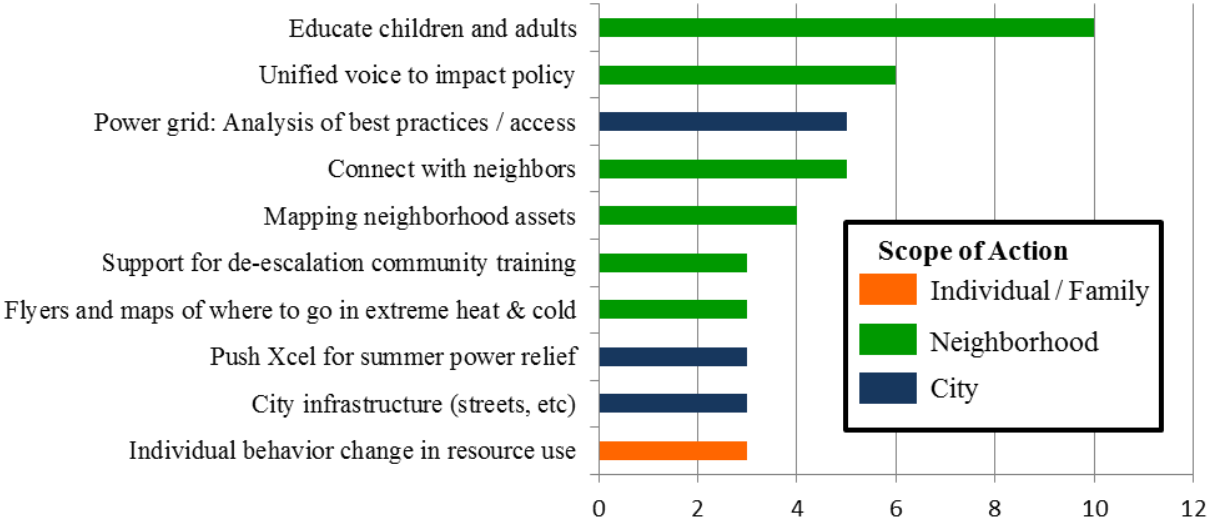 Educate children and adults
Unified voice to impact policy
Power grid: Analysis of best practices / access
Connect with neighbors
Mapping neighborhood assets
Support for de-escalation community training
Flyers and maps of where to go in extreme heat & cold
Push Xcel for summer power relief
City infrastructure (streets, etc)
Individual behavior change in resource use
0 2 4 6 8 10 12
Scope of Action
Individual / Family
Neighborhood
City